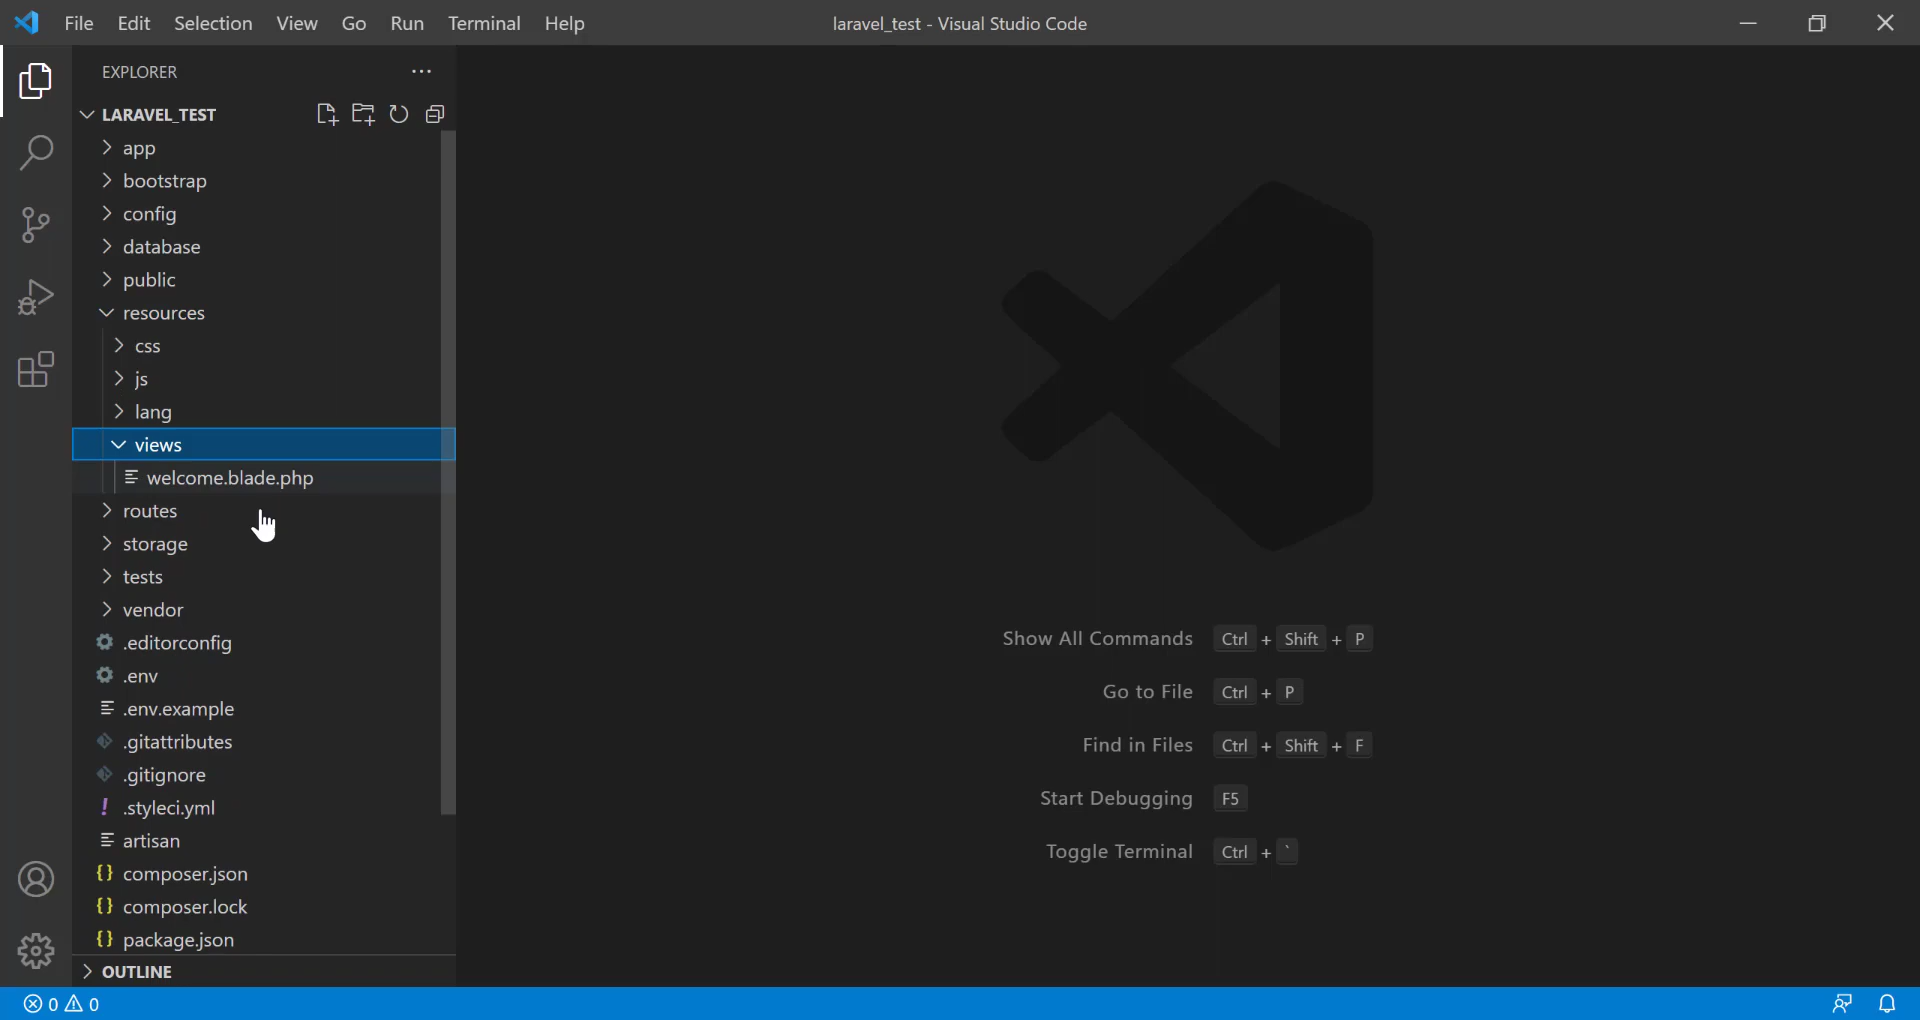 File Edit Selection View Go Run Terminal Help laravel_test - Visual Studio Code
EXPLORER
LARAVEL_TEST
app
bootstrap
config
database
public
resources
css
js
lang
views
welcome.blade.php
routes
storage
tests
vendor
.editorconfig
.env
.env.example
.gitattributes
.gitignore
! .styleci.yml
artisan
{} composer.json
{} composer.lock
{} package.json
OUTLINE
Show All Commands Ctrl + Shift + P
Go to File Ctrl + P
Find in Files Ctrl + Shift + F
Start Debugging F5
Toggle Terminal Ctrl + `
0 0